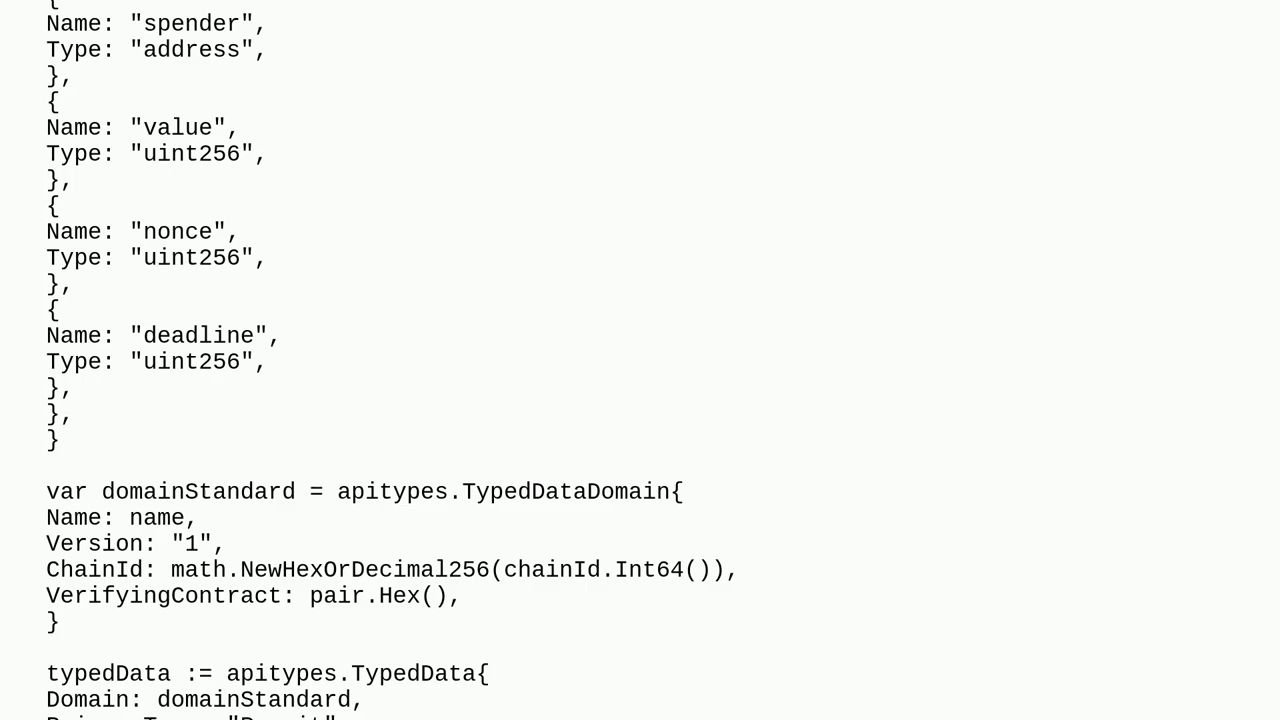 {
Name: "spender",
Type: "address",
},
{
Name: "value",
Type: "uint256",
},
{
Name: "nonce",
Type: "uint256",
},
{
Name: "deadline",
Type: "uint256",
},
},
}
var domainStandard = apitypes.TypedDataDomain{
Name: name,
Version: "1",
ChainId: math.NewHexOrDecimal256(chainId.Int64()),
VerifyingContract: pair.Hex(),
}
typedData := apitypes.TypedData{
Domain: domainStandard,